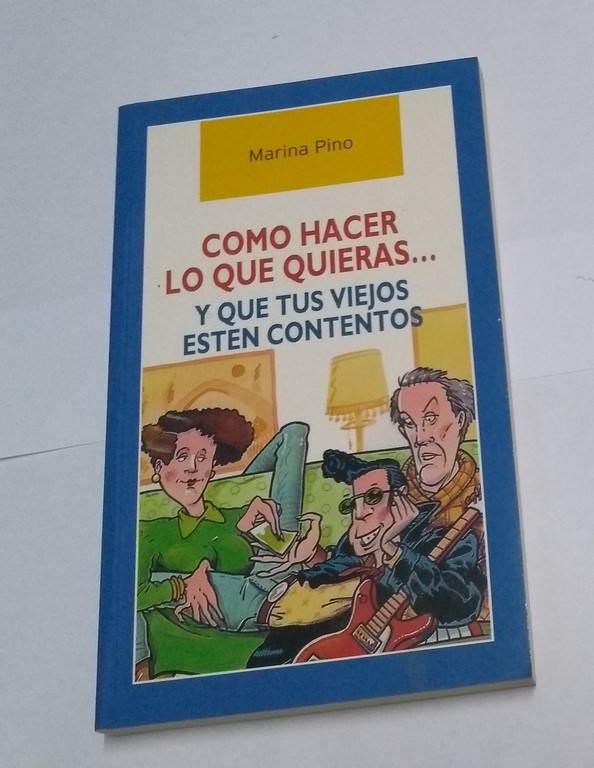 Marina Pino
COMO HACER
LO QUE QUIERAS...
Y QUE TUS VIEJOS
ESTEN CONTENTOS